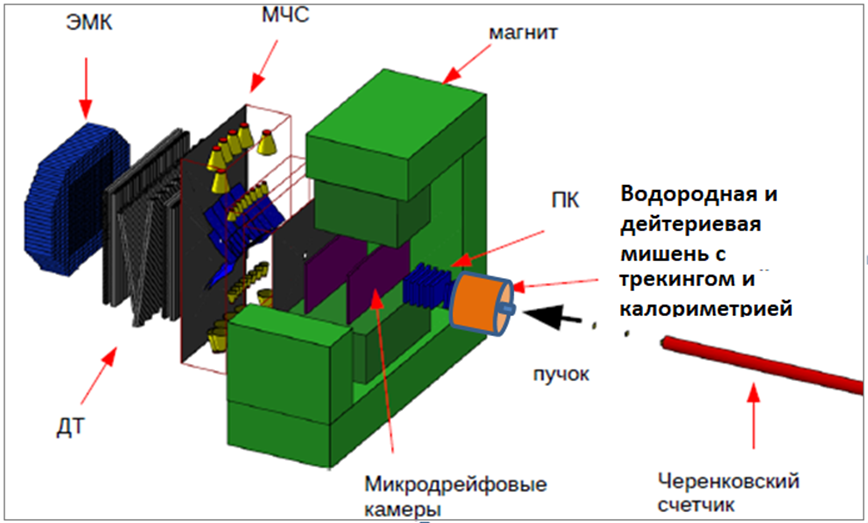 ЭМК
МЧС
магнит
ПК
Водородная и
дейтериевая
мишень с
трекингом и
калориметрией
пучок
ДТ
Микродрейфовые
камеры
Черенковский
счетчик